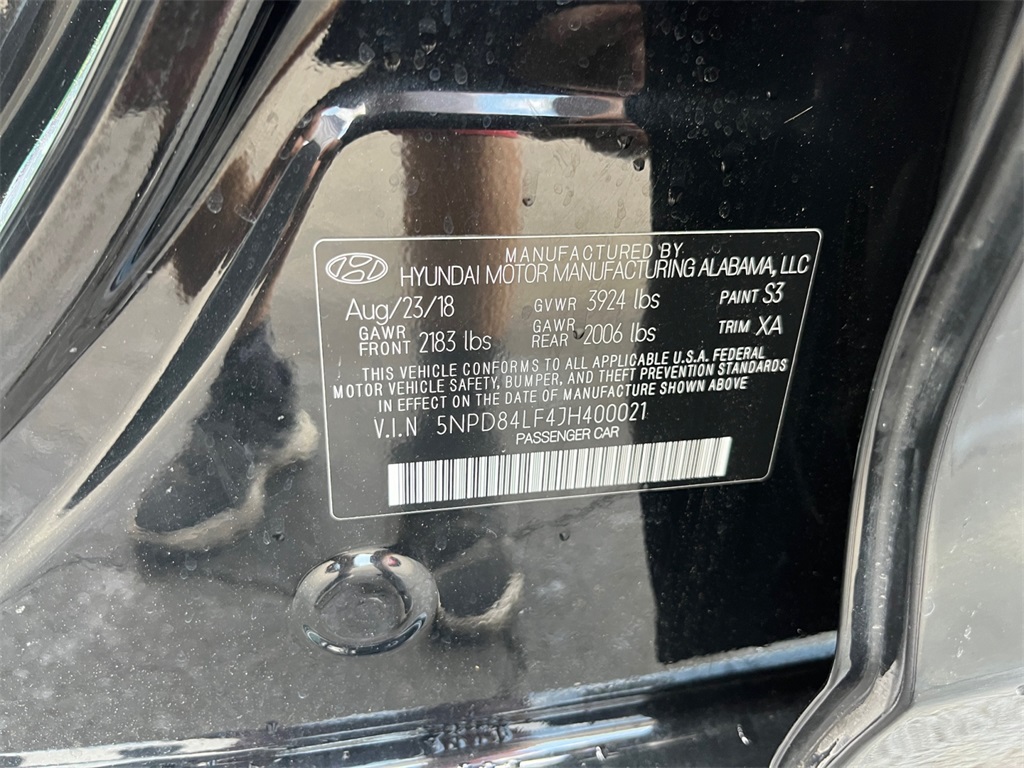 MANUFACTURED BY
HYUNDAI MOTOR MANUFACTURING ALABAMA, LLC
Aug/23/18 GVWR 3924 lbs PAINT S3
GAWR FRONT 2183 lbs GAWR REAR 2006 lbs TRIM XA
THIS VEHICLE CONFORMS TO ALL APPLICABLE U.S.A. FEDERAL
MOTOR VEHICLE SAFETY, BUMPER, AND THEFT PREVENTION STANDARDS
IN EFFECT ON THE DATE OF MANUFACTURE SHOWN ABOVE
V.I.N 5NPD84LF4JH400021
PASSENGER CAR